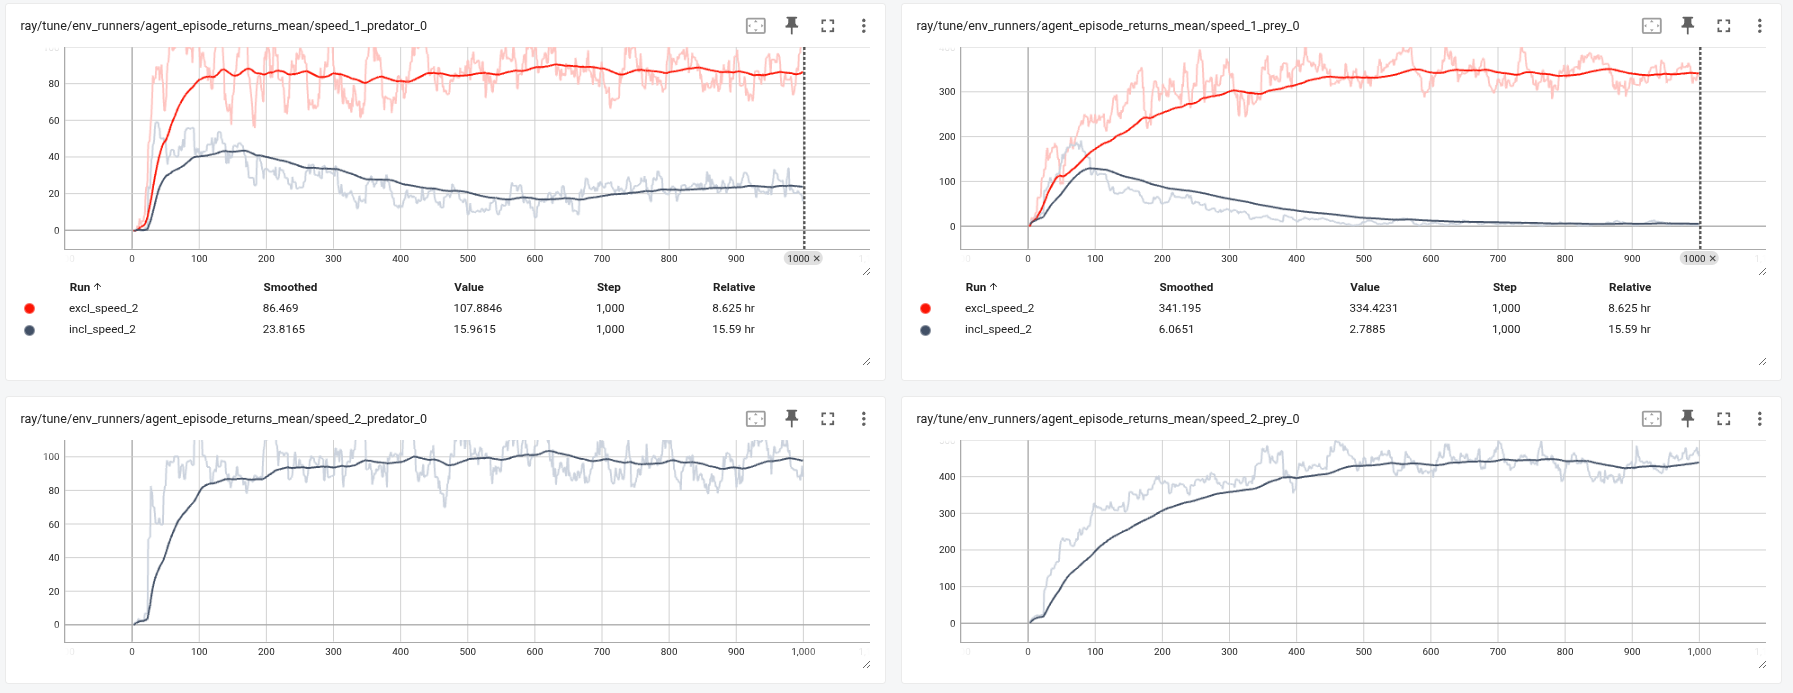 ray/tune/env_runners/agent_episode_returns_mean/speed_1_predator_0
80
60
40
20
0
0 100 200 300 400 500 600 700 800 900 1000 ×
Run ↑ Smoothed Value Step Relative
excl_speed_2 86.469 107.8846 1,000 8.625 hr
incl_speed_2 23.8165 15.9615 1,000 15.59 hr
ray/tune/env_runners/agent_episode_returns_mean/speed_1_prey_0
300
200
100
0
0 100 200 300 400 500 600 700 800 900 1000 ×
Run ↑ Smoothed Value Step Relative
excl_speed_2 341.195 334.4231 1,000 8.625 hr
incl_speed_2 6.0651 2.7885 1,000 15.59 hr
ray/tune/env_runners/agent_episode_returns_mean/speed_2_predator_0
100
80
60
40
20
0
0 100 200 300 400 500 600 700 800 900 1,000
ray/tune/env_runners/agent_episode_returns_mean/speed_2_prey_0
400
300
200
100
0
0 100 200 300 400 500 600 700 800 900 1,000